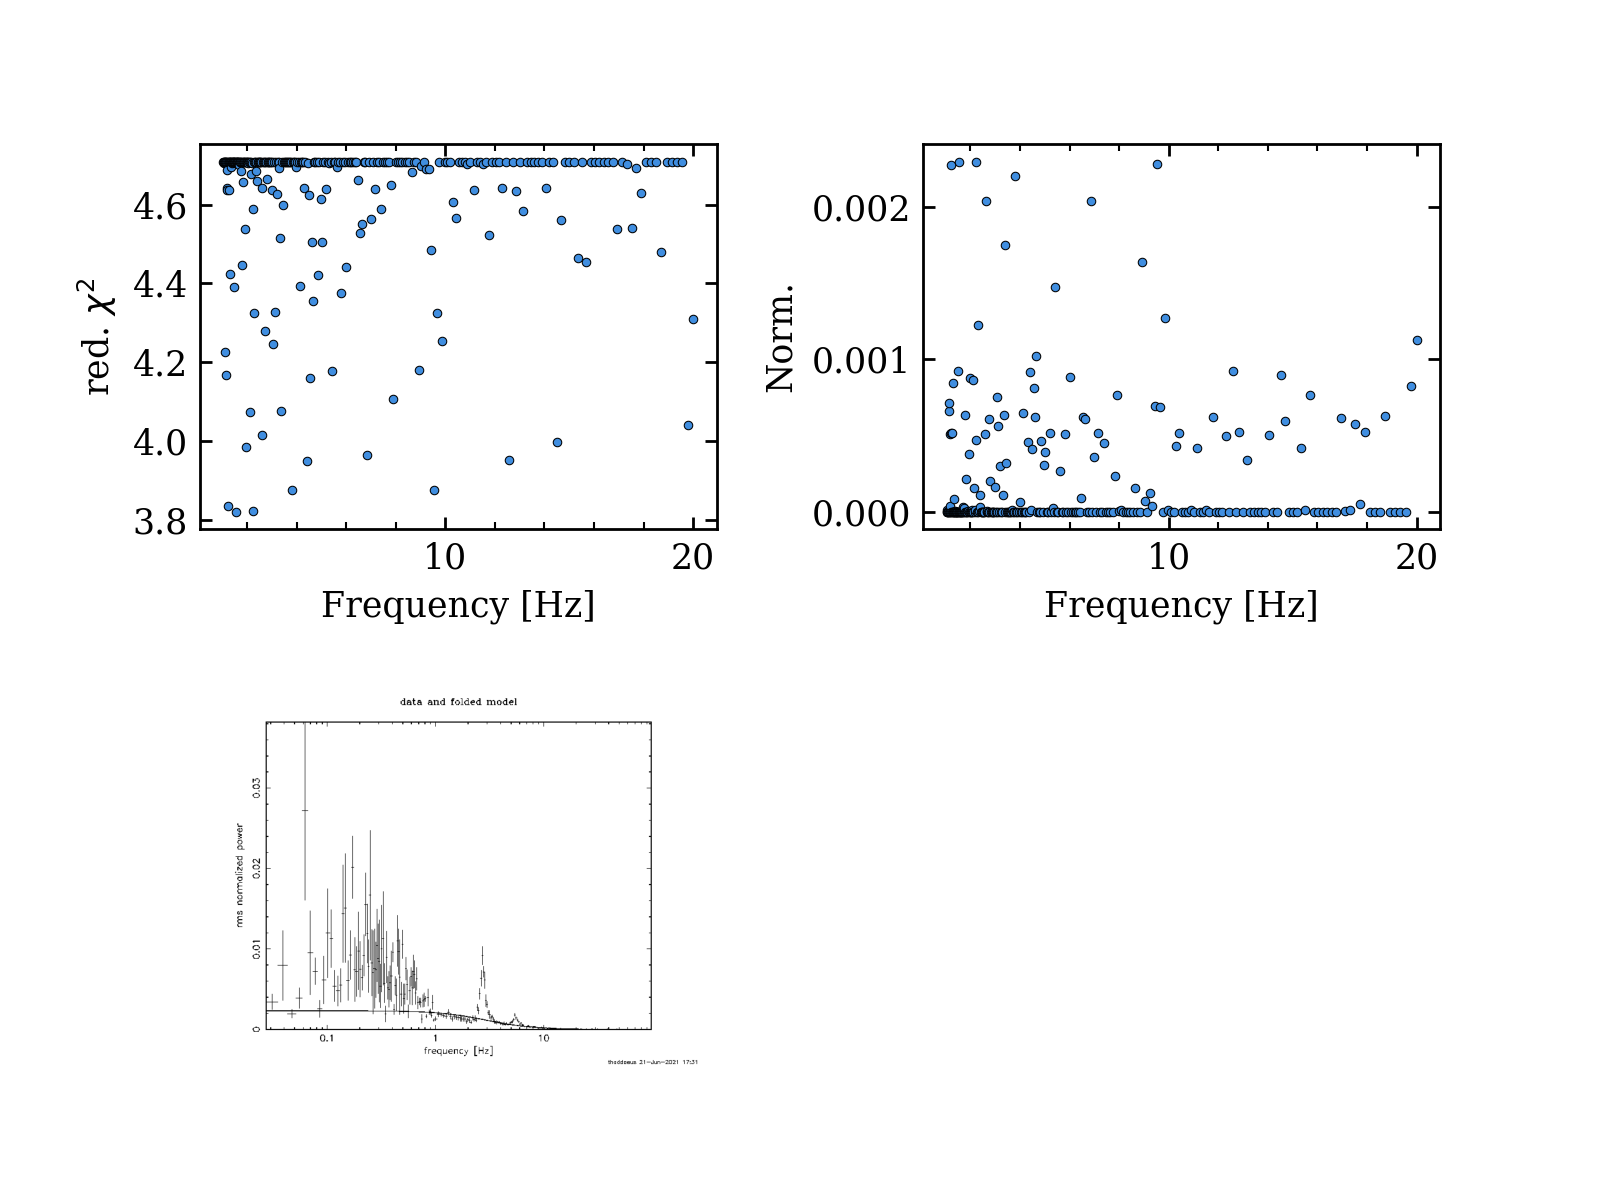 4.6
4.4
4.2
4.0
3.8
red. χ²
10
20
Frequency [Hz]
0.002
0.001
0.000
Norm.
10
20
Frequency [Hz]
data and folded model
0.03
0.02
0.01
0
rms normalized power
0.1
1
10
frequency [Hz]
thaddaeus 21-Jun-2021 17:31